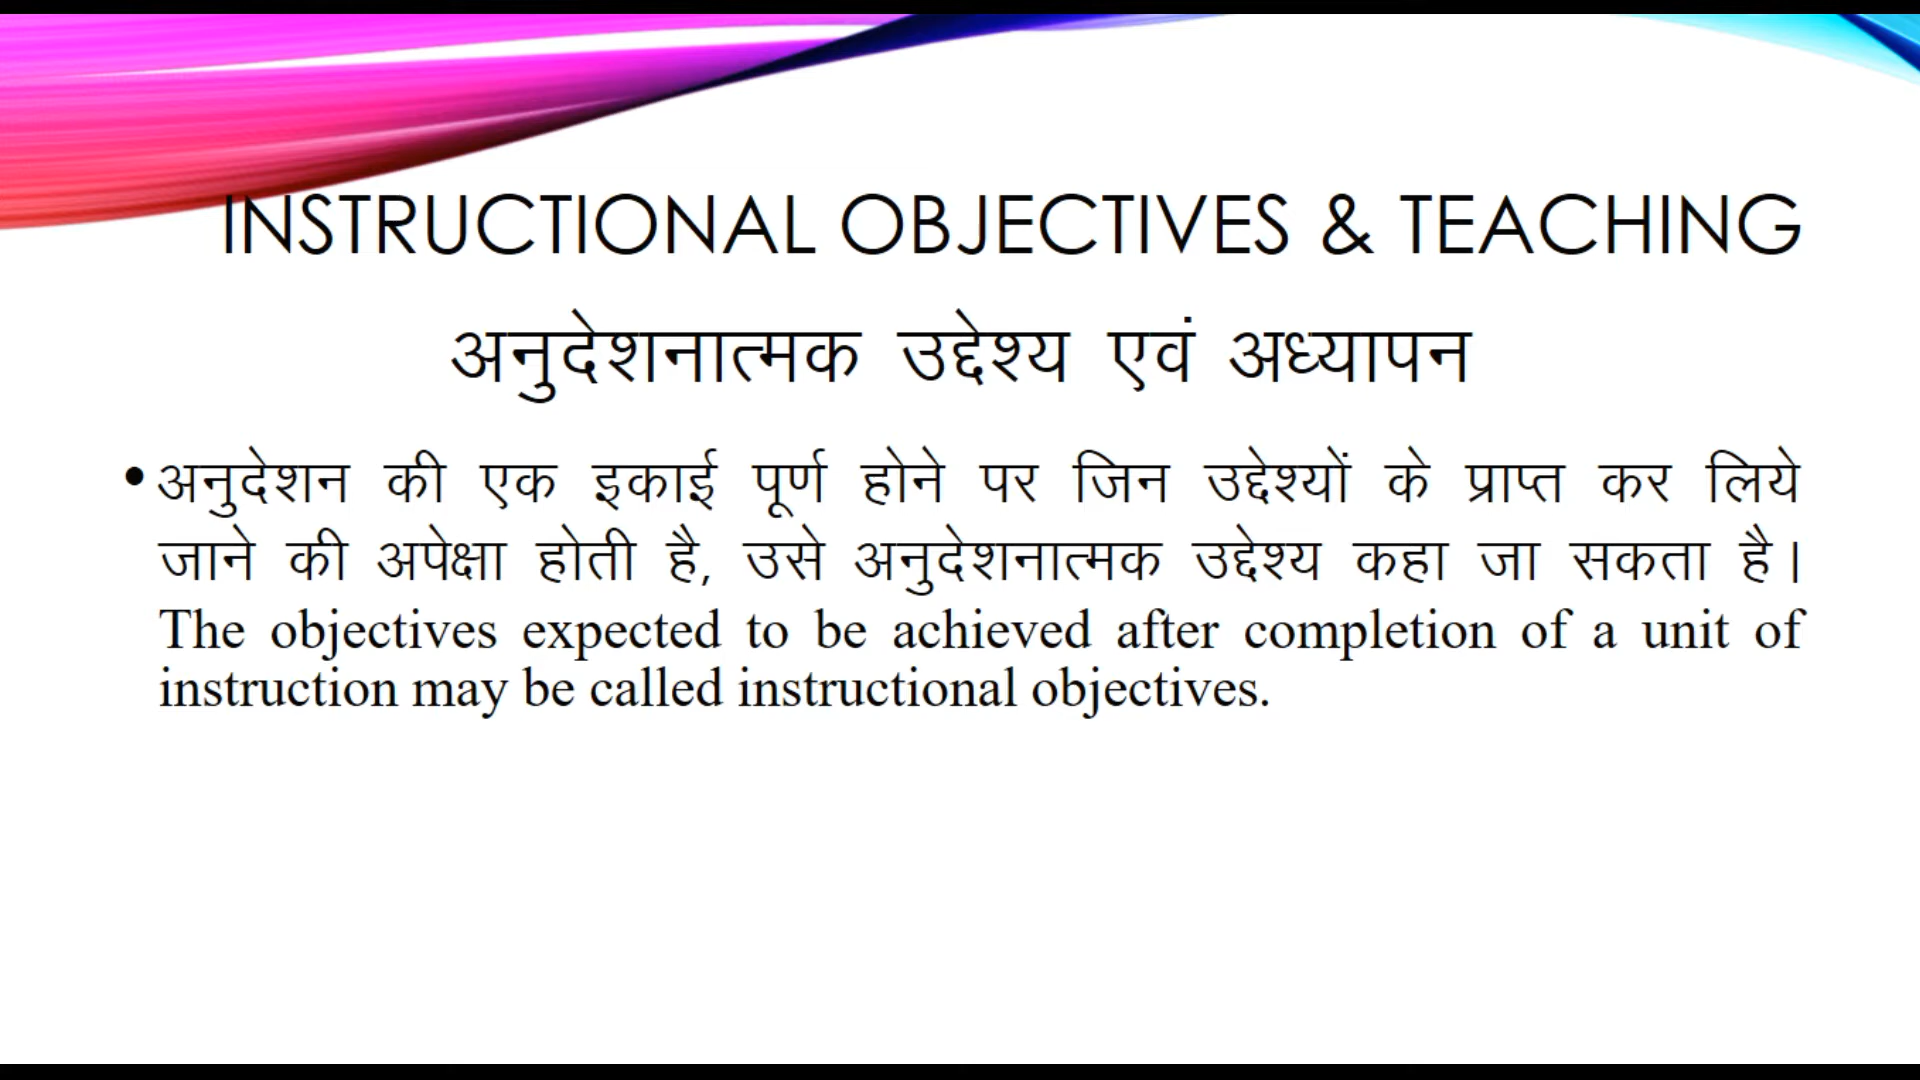 INSTRUCTIONAL OBJECTIVES & TEACHING
अनुदेशनात्मक उद्देश्य एवं अध्यापन
• अनुदेशन की एक इकाई पूर्ण होने पर जिन उद्देश्यों के प्राप्त कर लिये
जाने की अपेक्षा होती है, उसे अनुदेशनात्मक उद्देश्य कहा जा सकता है।
The objectives expected to be achieved after completion of a unit of
instruction may be called instructional objectives.